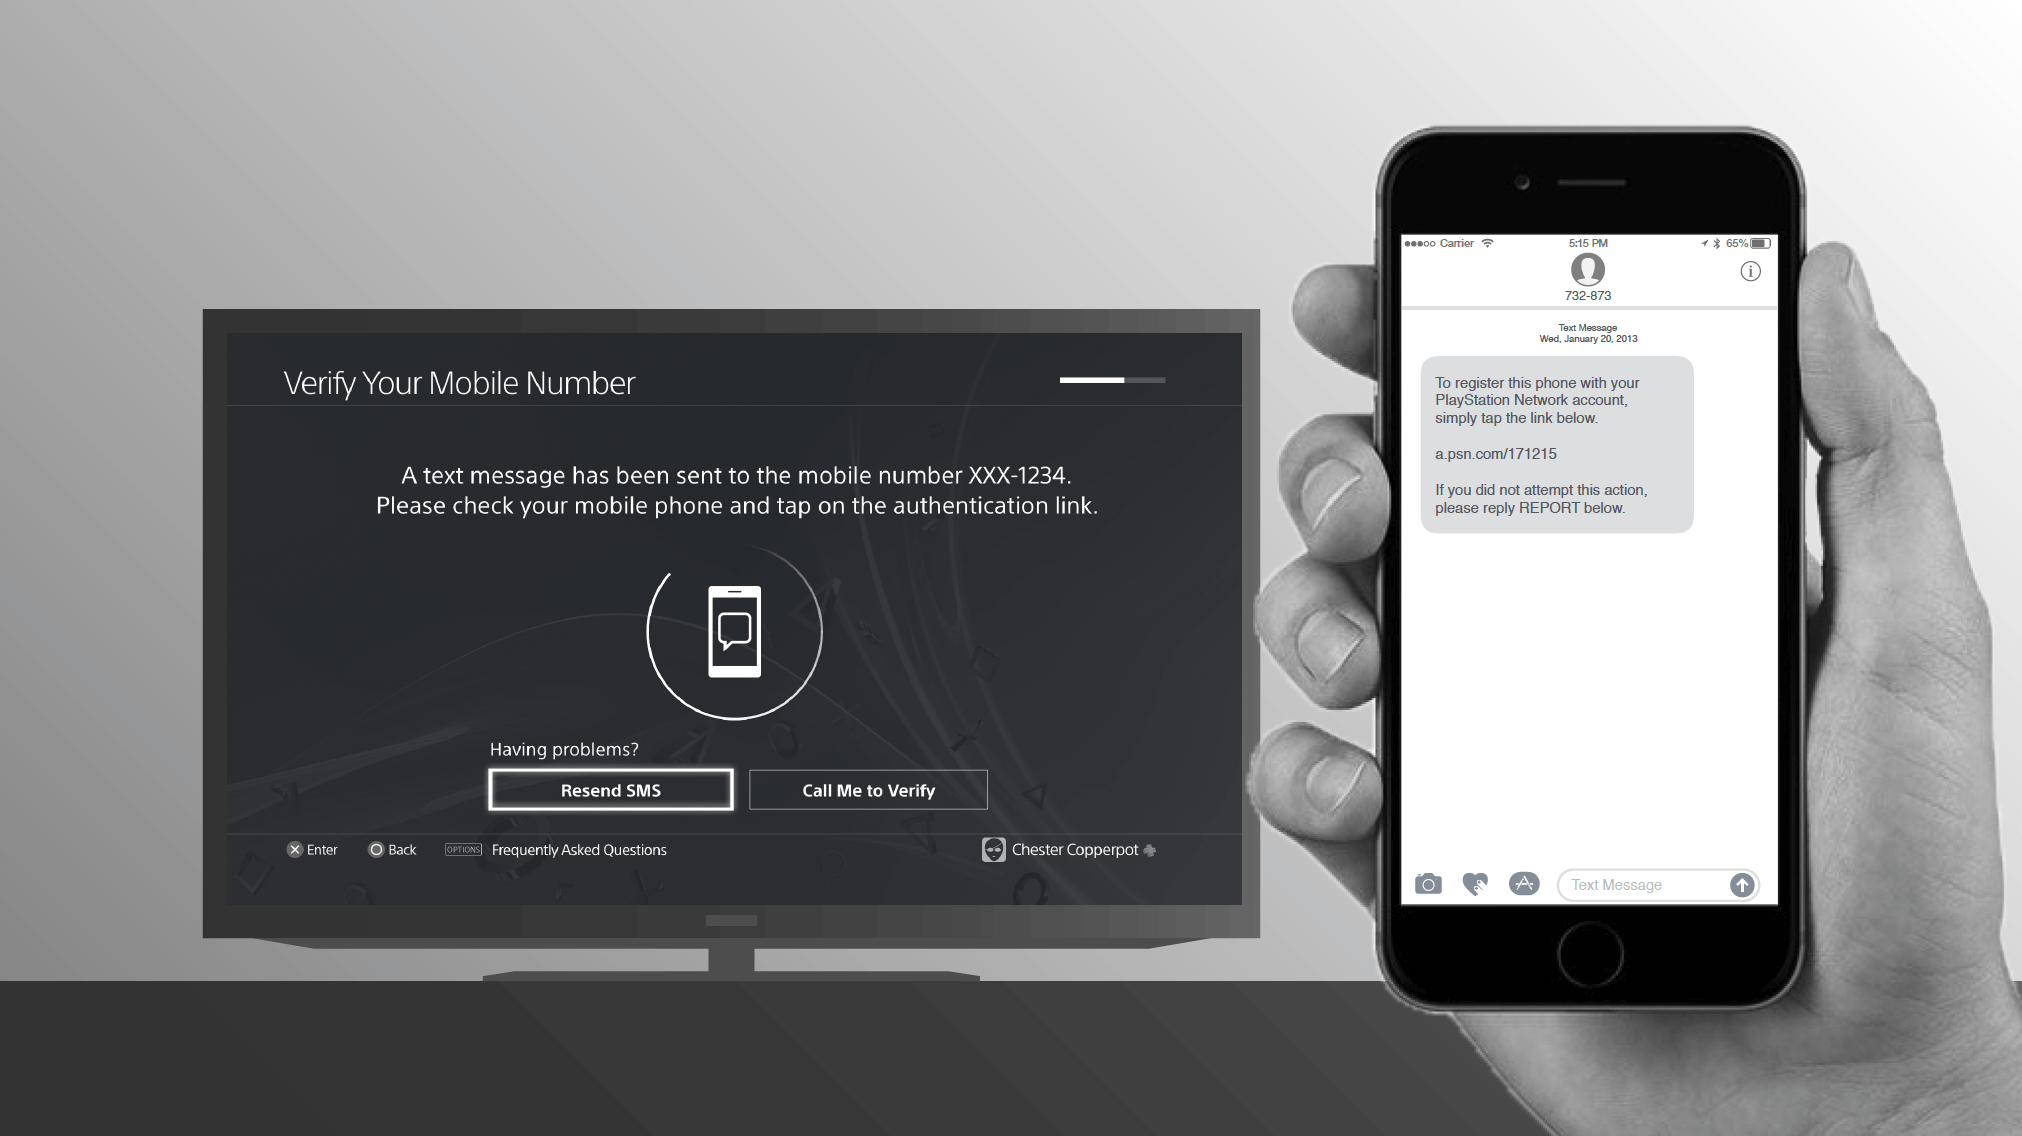 Verify Your Mobile Number
A text message has been sent to the mobile number XXX-1234.
Please check your mobile phone and tap on the authentication link.
Having problems?
Resend SMS
Call Me to Verify
Enter
Back
OPTIONS
Frequently Asked Questions
Chester Copperpot
Carrier
5:15 PM
65%
732-873
Text Message
Wed, January 20, 2013
To register this phone with your
PlayStation Network account,
simply tap the link below.
a.psn.com/171215
If you did not attempt this action,
please reply REPORT below.
Text Message